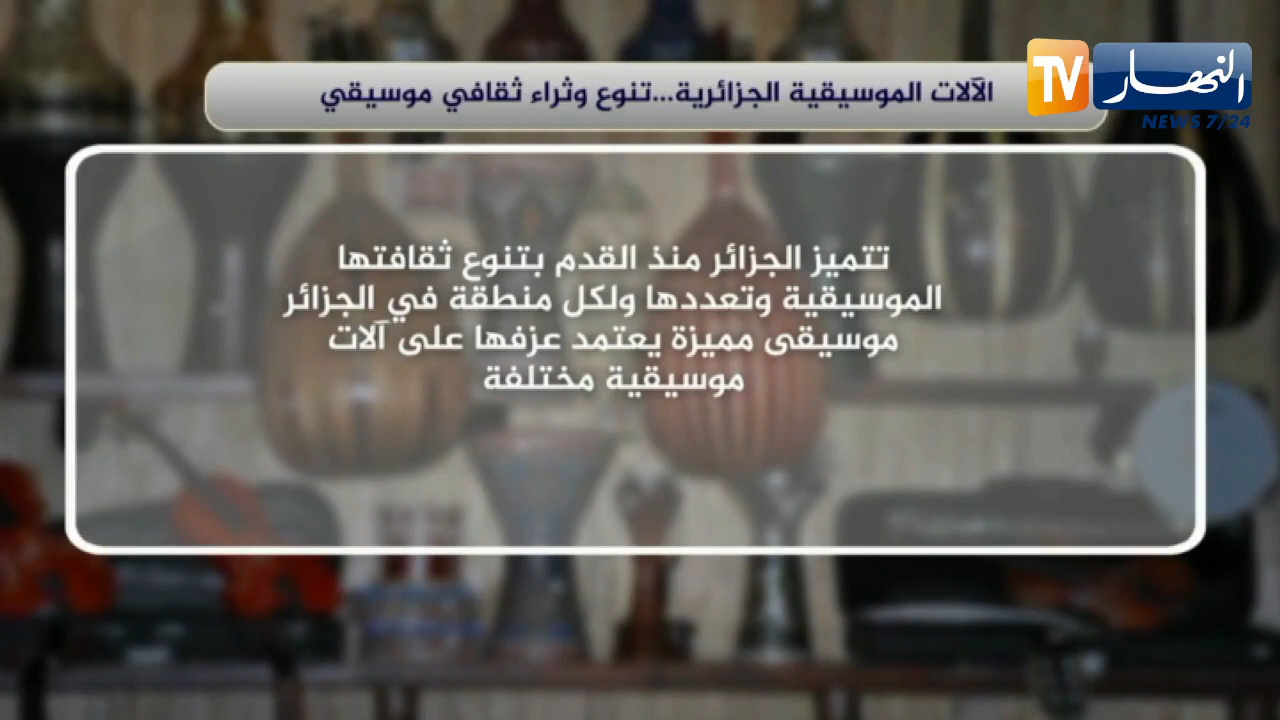 الآلات الموسيقية الجزائرية...تنوع وثراء ثقافي موسيقي
النهار TV
NEWS 7/24
تتميز الجزائر منذ القدم بتنوع ثقافتها
الموسيقية وتعددها ولكل منطقة في الجزائر
موسيقى مميزة يعتمد عزفها على آلات
موسيقية مختلفة